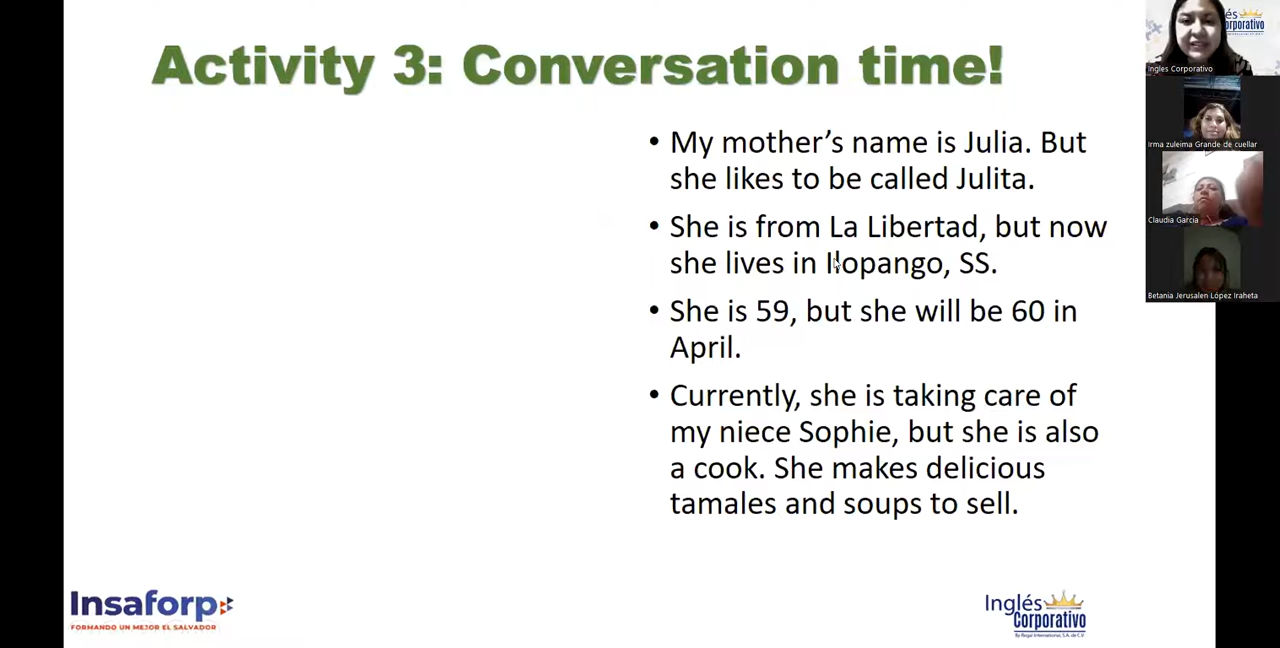 Activity 3: Conversation time!
• My mother’s name is Julia. But
she likes to be called Julita.
• She is from La Libertad, but now
she lives in Ilopango, SS.
• She is 59, but she will be 60 in
April.
• Currently, she is taking care of
my niece Sophie, but she is also
a cook. She makes delicious
tamales and soups to sell.
Insaforp
FORMANDO UN MEJOR EL SALVADOR
Inglés
Corporativo
Ingles Corporativo
Irma zuleima Grande de cuellar
Claudia Garcia
Betania Jerusalen López Iraheta